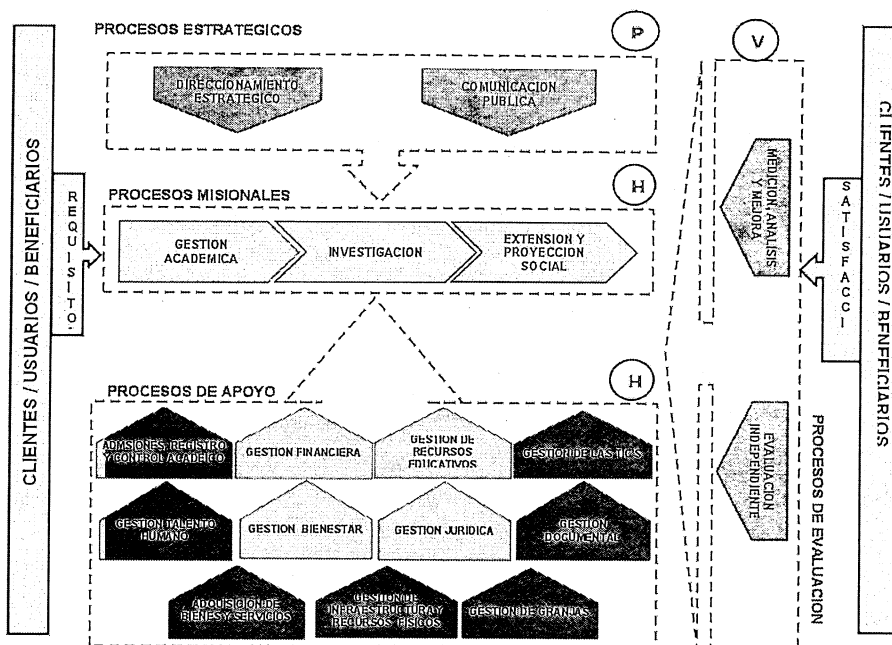 PROCESOS ESTRATEGICOS
P
V
DIRECCIONAMIENTO
ESTRATEGICO
COMUNICACION
PUBLICA
CLIENTES / USUARIOS / BENEFICIARIOS
REQUISITO
PROCESOS MISIONALES
H
GESTION
ACADEMICA
INVESTIGACION
EXTENSION Y
PROYECCION
SOCIAL
MEDICION, ANALISIS
Y MEJORA
SATISFACCI
CLIENTES / USUARIOS / BENEFICIARIOS
PROCESOS DE APOYO
H
ADMSIONES, REGISTRO
Y CONTROL ACADEICO
GESTION FINANCIERA
GESTION DE
RECURSOS
EDUCATIVOS
GESTION DE LAS TIC'S
GESTION TALENTO
HUMANO
GESTION BIENESTAR
GESTION JURIDICA
GESTION
DOCUMENTAL
ADQUISICION DE
BIENES Y SERVICIOS
GESTION DE
INFRAESTRUCTURA Y
RECURSOS FISICOS
GESTION DE GRANJAS
EVALUACION
INDEPENDIENTE
PROCESOS DE EVALUACION